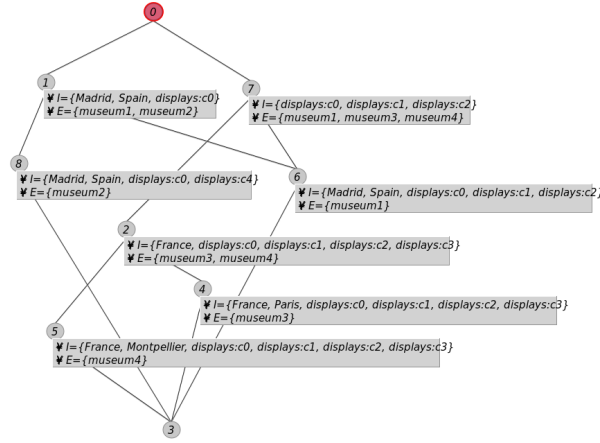 0
1
¥ I={Madrid, Spain, displays:c0}
¥ E={museum1, museum2}
7
¥ I={displays:c0, displays:c1, displays:c2}
¥ E={museum1, museum3, museum4}
8
¥ I={Madrid, Spain, displays:c0, displays:c4}
¥ E={museum2}
6
¥ I={Madrid, Spain, displays:c0, displays:c1, displays:c2}
¥ E={museum1}
2
¥ I={France, displays:c0, displays:c1, displays:c2, displays:c3}
¥ E={museum3, museum4}
4
¥ I={France, Paris, displays:c0, displays:c1, displays:c2, displays:c3}
¥ E={museum3}
5
¥ I={France, Montpellier, displays:c0, displays:c1, displays:c2, displays:c3}
¥ E={museum4}
3